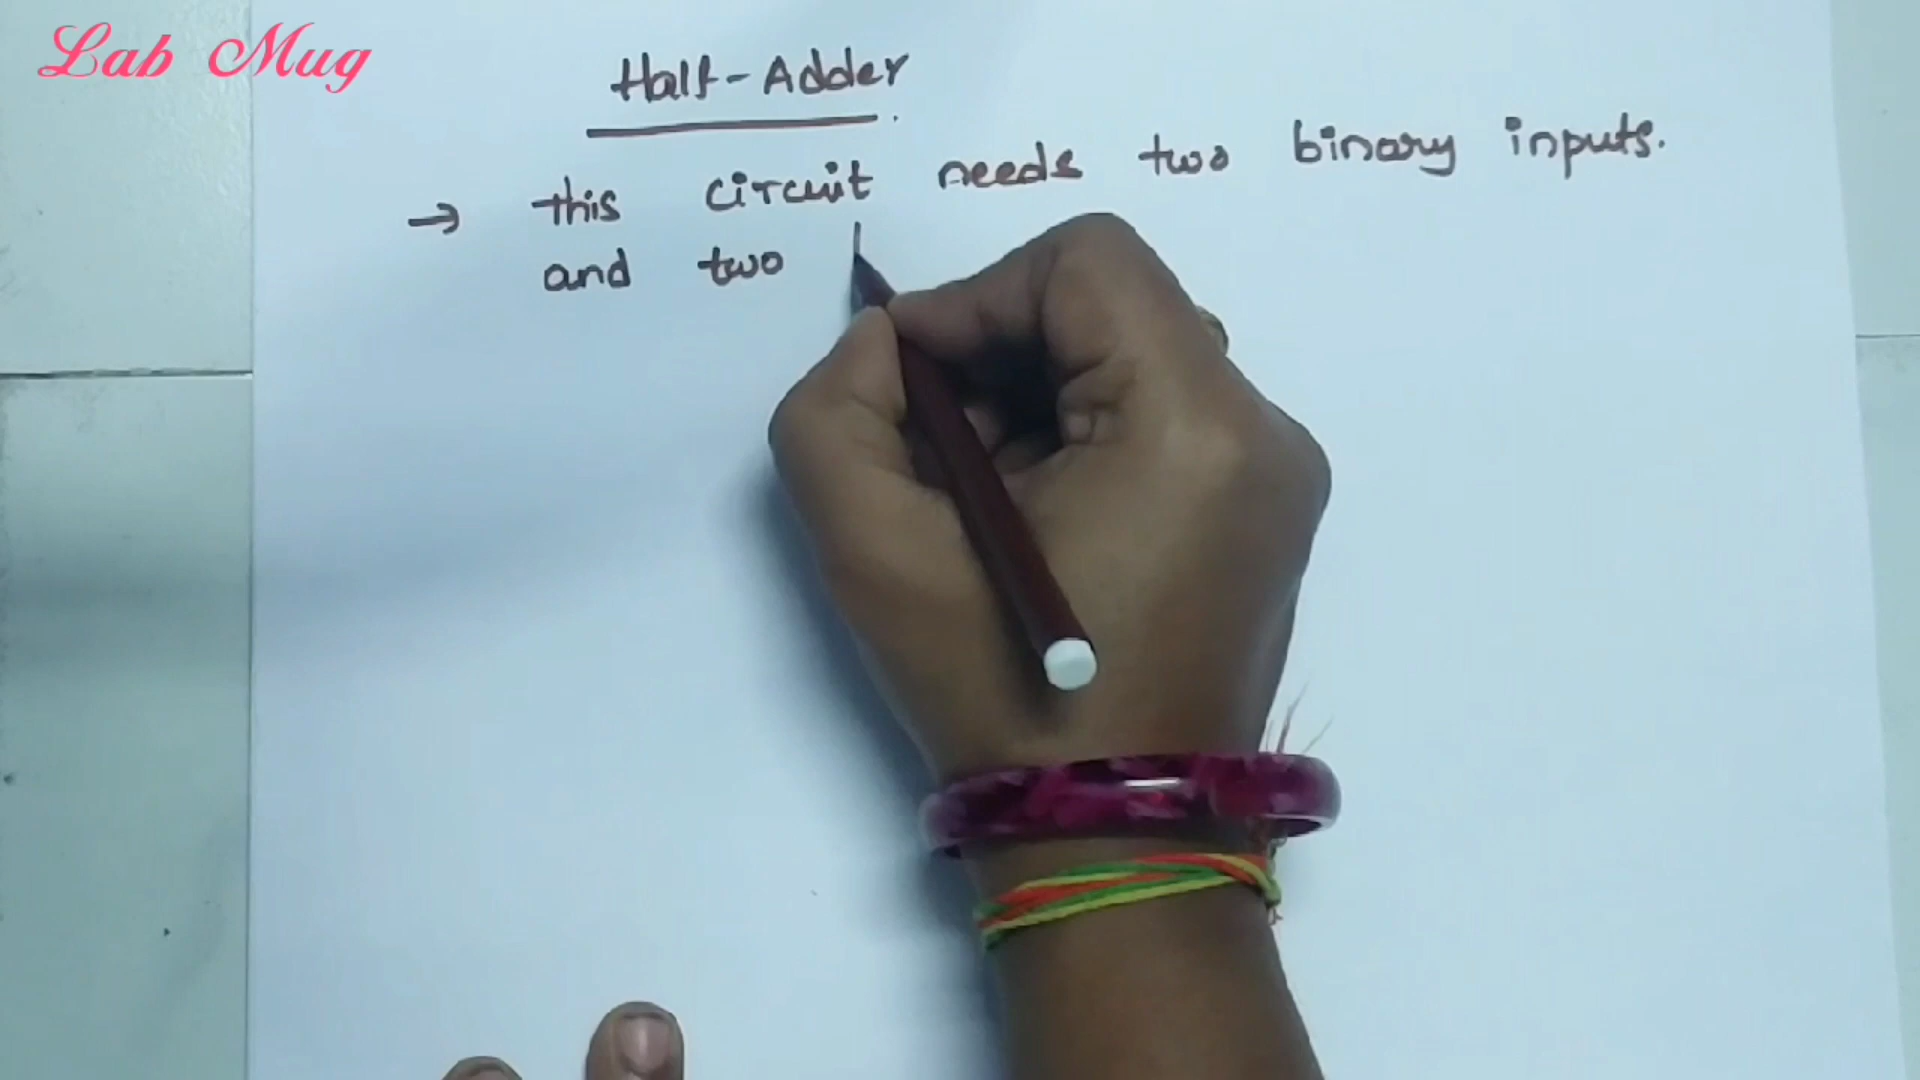 Lab Mug
Half-Adder
→ this circuit needs two binary inputs.
and two